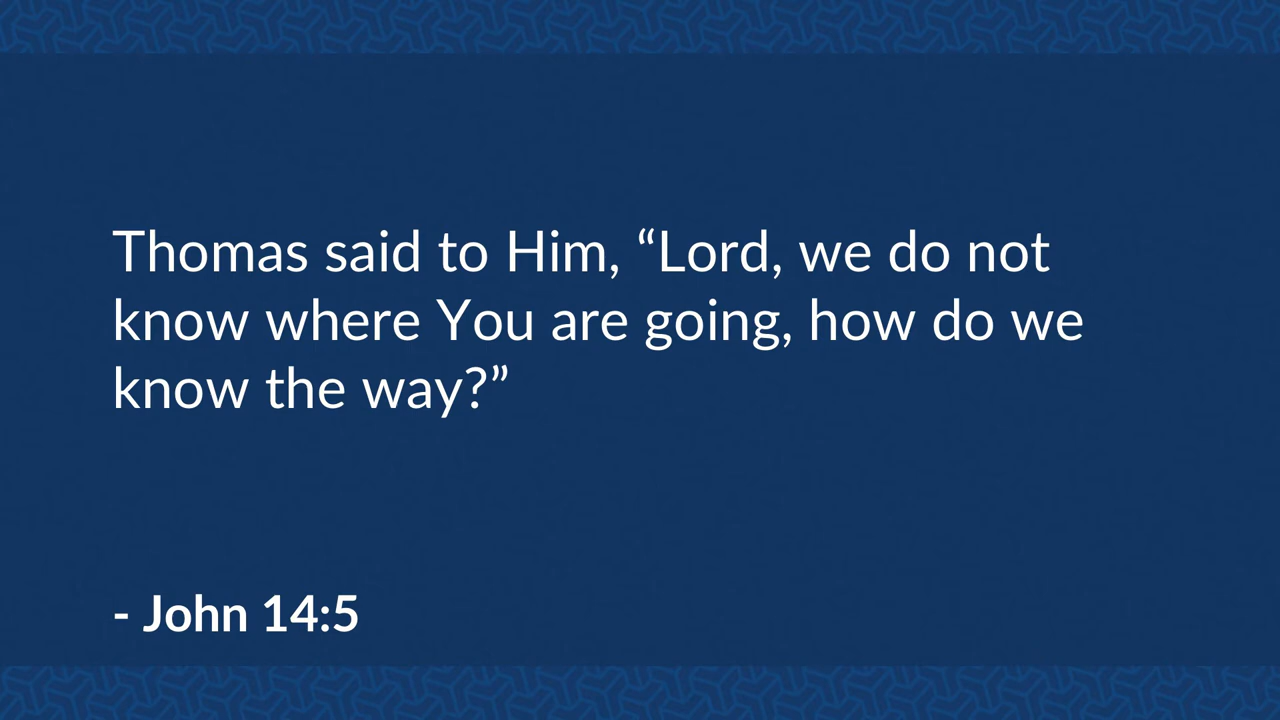 Thomas said to Him, “Lord, we do not
know where You are going, how do we
know the way?”
- John 14:5